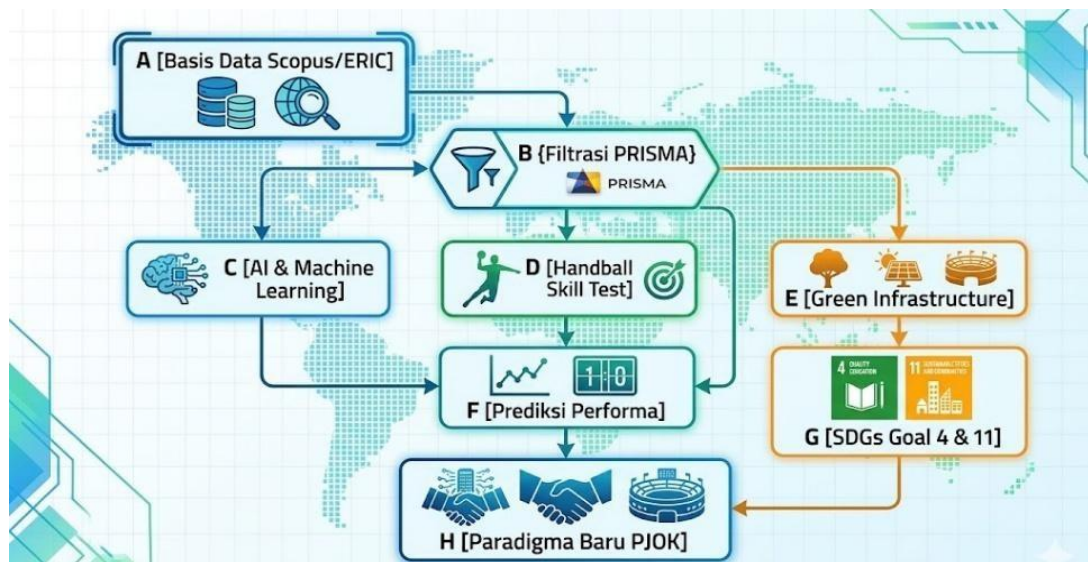 A [Basis Data Scopus/ERIC]
B {Filtrasi PRISMA}
PRISMA
C [AI & Machine
Learning]
D [Handball
Skill Test]
E [Green Infrastructure]
1:0
F [Prediksi Performa]
4 QUALITY
EDUCATION
11 SUSTAINABLE CITIES
AND COMMUNITIES
G [SDGs Goal 4 & 11]
H [Paradigma Baru PJOK]